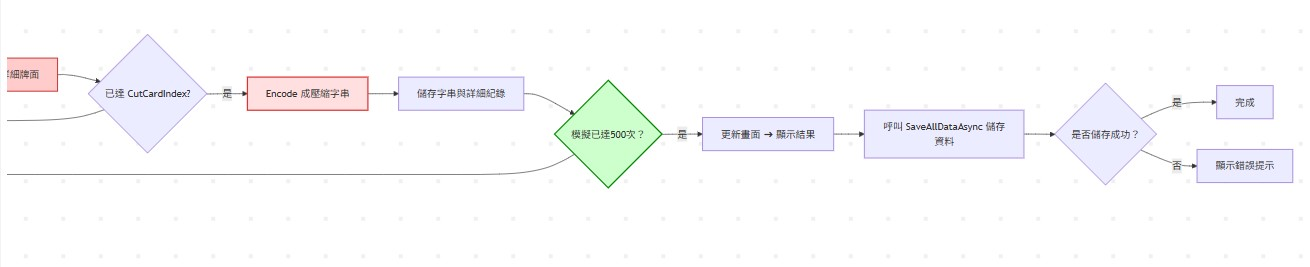 細牌面
已達 CutCardIndex?
是
Encode 成壓縮字串
儲存字串與詳細紀錄
模擬已達500次？
是
更新畫面 → 顯示結果
呼叫 SaveAllDataAsync 儲存
資料
是否儲存成功？
是
完成
否
顯示錯誤提示